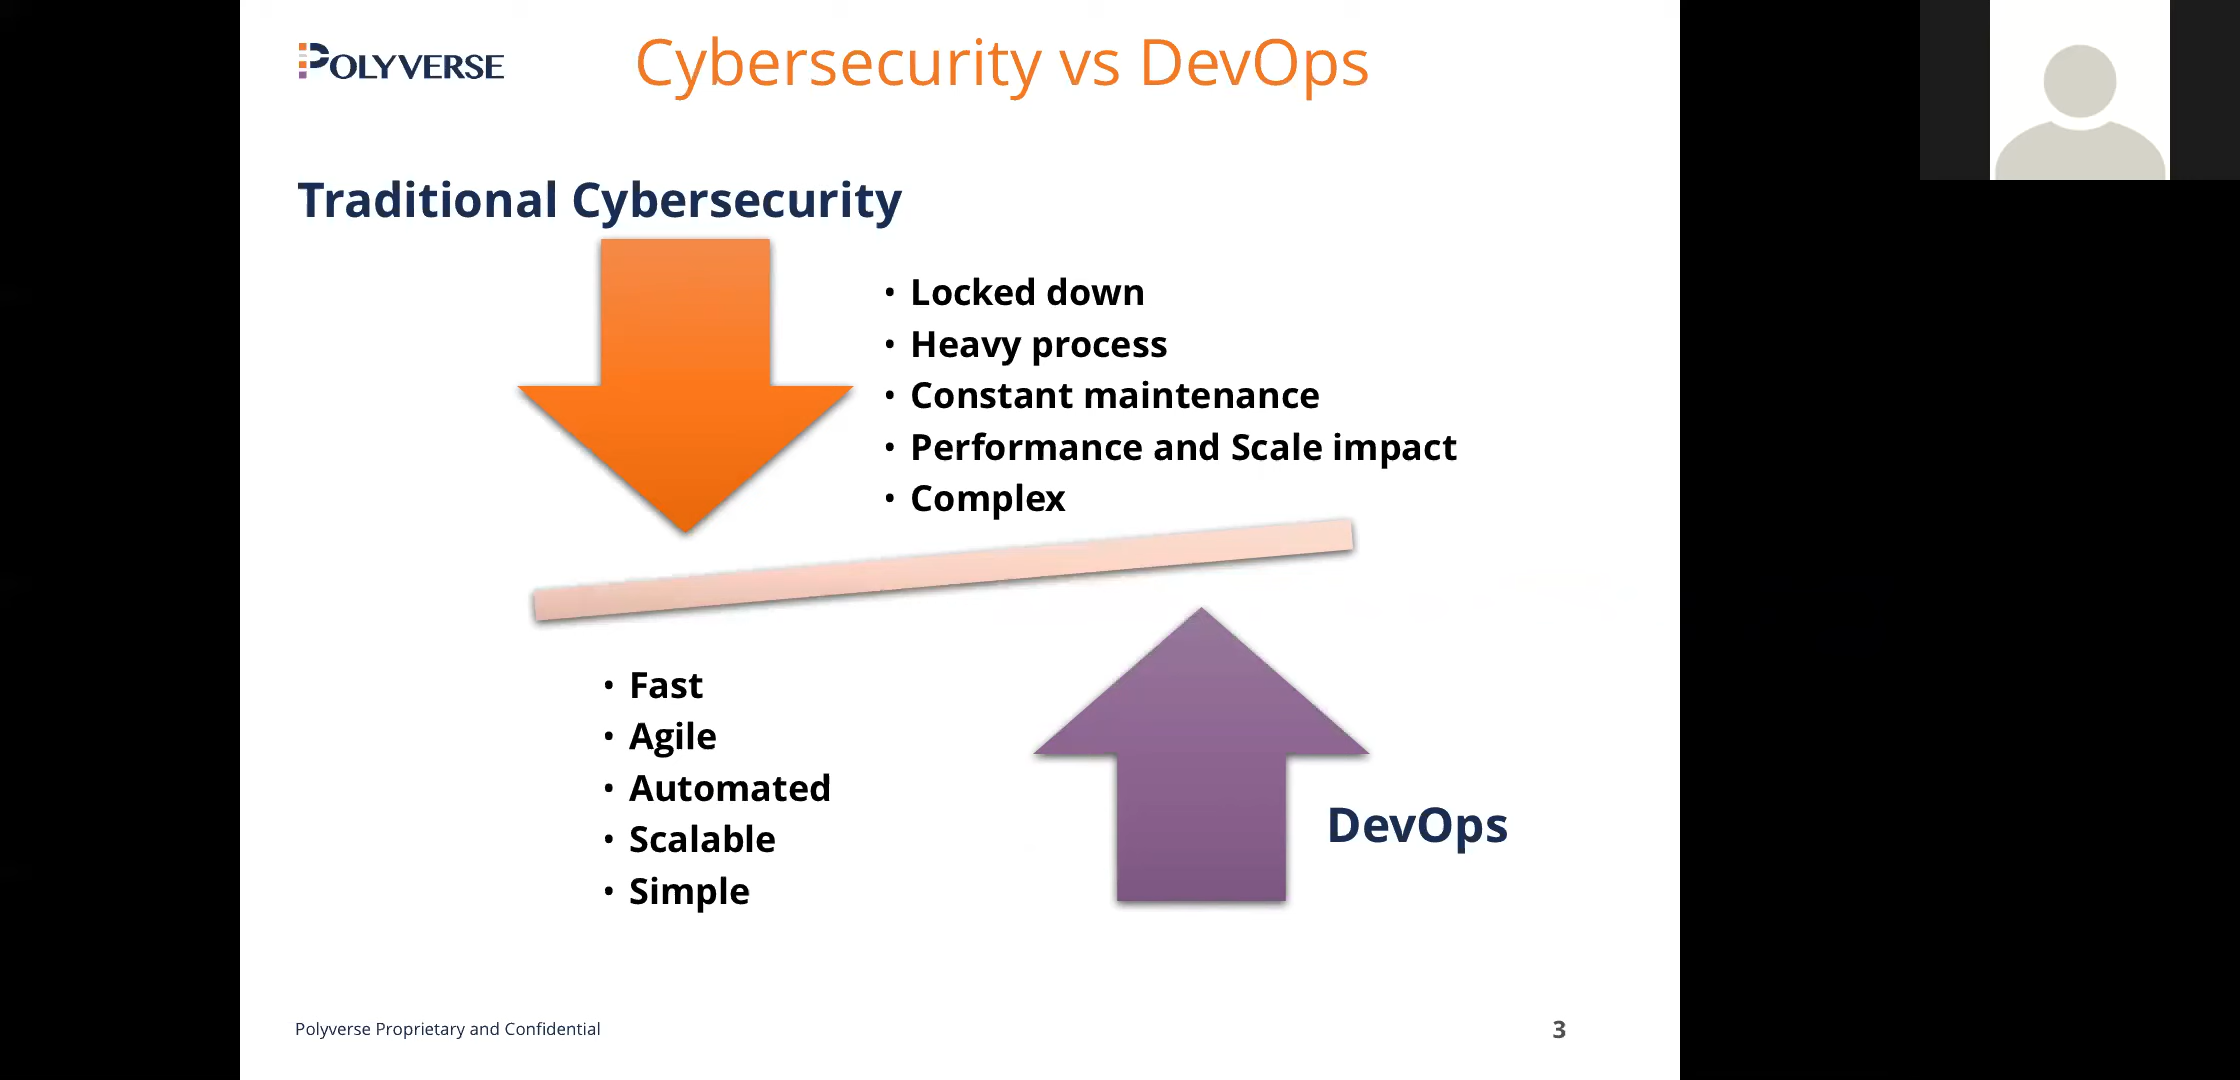 POLYVERSE
Cybersecurity vs DevOps
Traditional Cybersecurity
• Locked down
• Heavy process
• Constant maintenance
• Performance and Scale impact
• Complex
• Fast
• Agile
• Automated
• Scalable
• Simple
DevOps
Polyverse Proprietary and Confidential
3